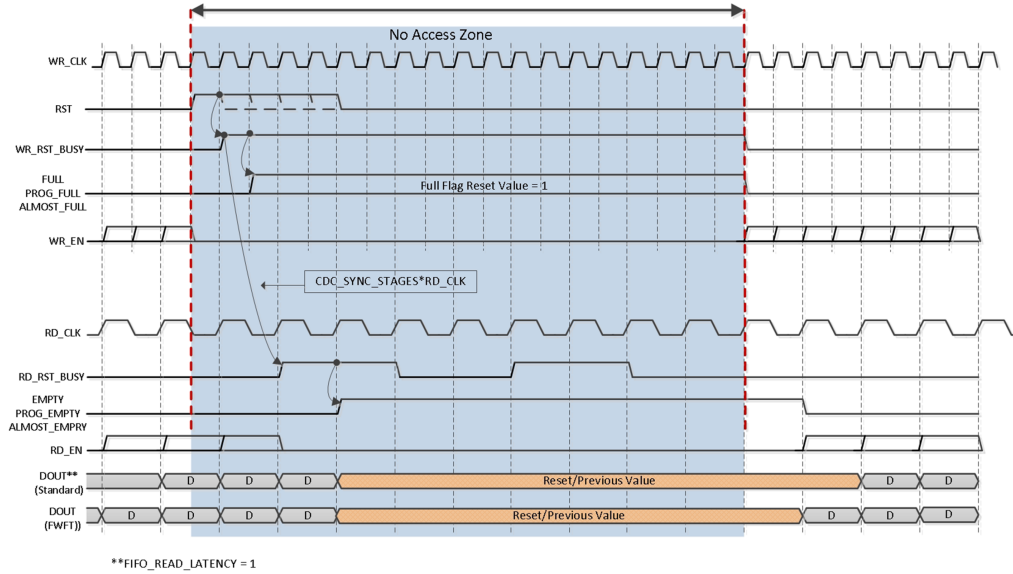 No Access Zone
WR_CLK
RST
WR_RST_BUSY
FULL
PROG_FULL
ALMOST_FULL
Full Flag Reset Value = 1
WR_EN
CDC_SYNC_STAGES*RD_CLK
RD_CLK
RD_RST_BUSY
EMPTY
PROG_EMPTY
ALMOST_EMPRY
RD_EN
DOUT**
(Standard)
D D D Reset/Previous Value D D
DOUT
(FWFT))
D D D D Reset/Previous Value D D D
**FIFO_READ_LATENCY = 1